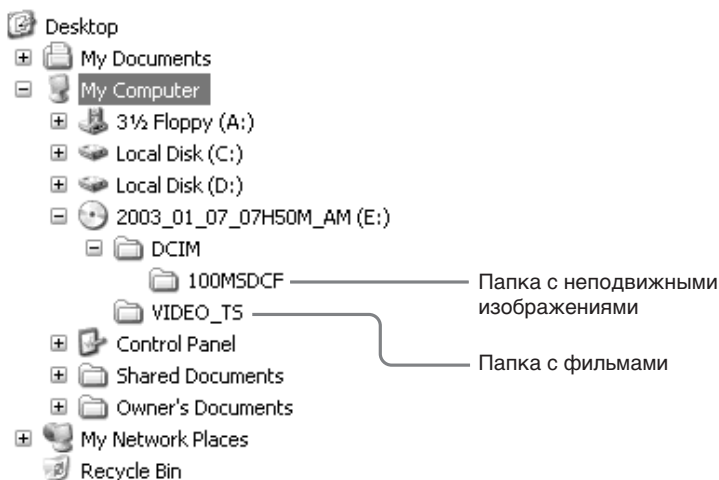 Desktop
My Documents
My Computer
3½ Floppy (A:)
Local Disk (C:)
Local Disk (D:)
2003_01_07_07H50M_AM (E:)
DCIM
100MSDCF
Папка с неподвижными
изображениями
VIDEO_TS
Папка с фильмами
Control Panel
Shared Documents
Owner's Documents
My Network Places
Recycle Bin